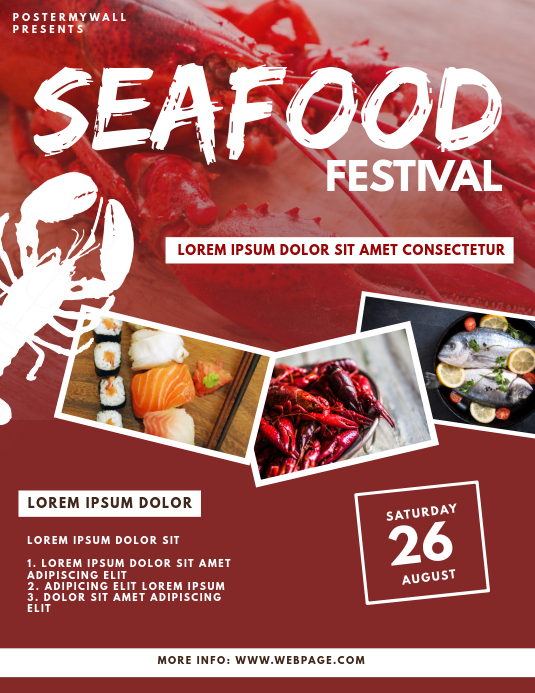 POSTERMYWALL
PRESENTS
SEAFOOD
FESTIVAL
LOREM IPSUM DOLOR SIT AMET CONSECTETUR
LOREM IPSUM DOLOR
LOREM IPSUM DOLOR SIT
1. LOREM IPSUM DOLOR SIT AMET
ADIPISCING ELIT
2. ADIPICING ELIT LOREM IPSUM
3. DOLOR SIT AMET ADIPISCING
ELIT
SATURDAY
26
AUGUST
MORE INFO: WWW.WEBPAGE.COM